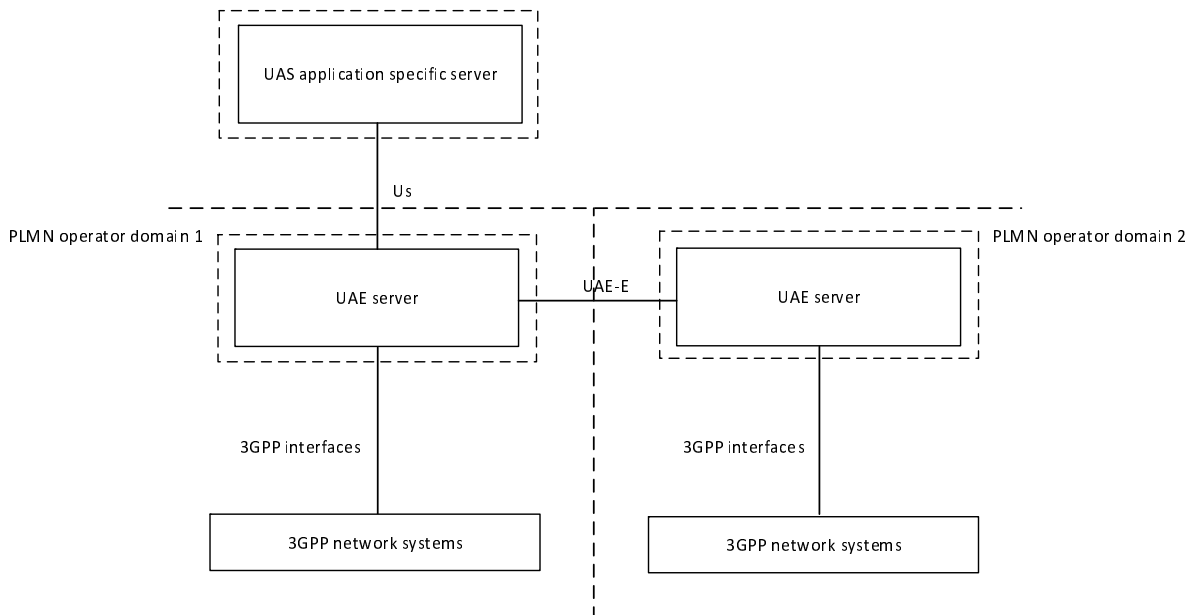 UAS application specific server
Us
PLMN operator domain 1
PLMN operator domain 2
UAE server
UAE-E
UAE server
3GPP interfaces
3GPP interfaces
3GPP network systems
3GPP network systems